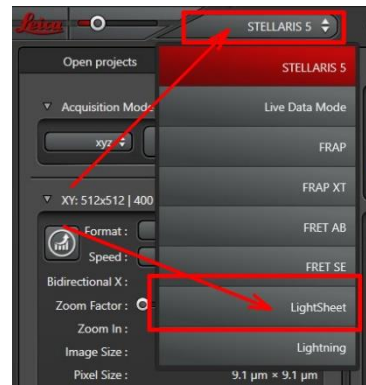 Leica
STELLARIS 5
Open projects
STELLARIS 5
Acquisition Mode
Live Data Mode
xyz
FRAP
FRAP XT
XY: 512x512 | 400
Format :
FRET AB
Speed :
FRET SE
Bidirectional X :
Zoom Factor :
LightSheet
Zoom In :
Image Size :
Lightning
Pixel Size :
9.1 µm × 9.1 µm